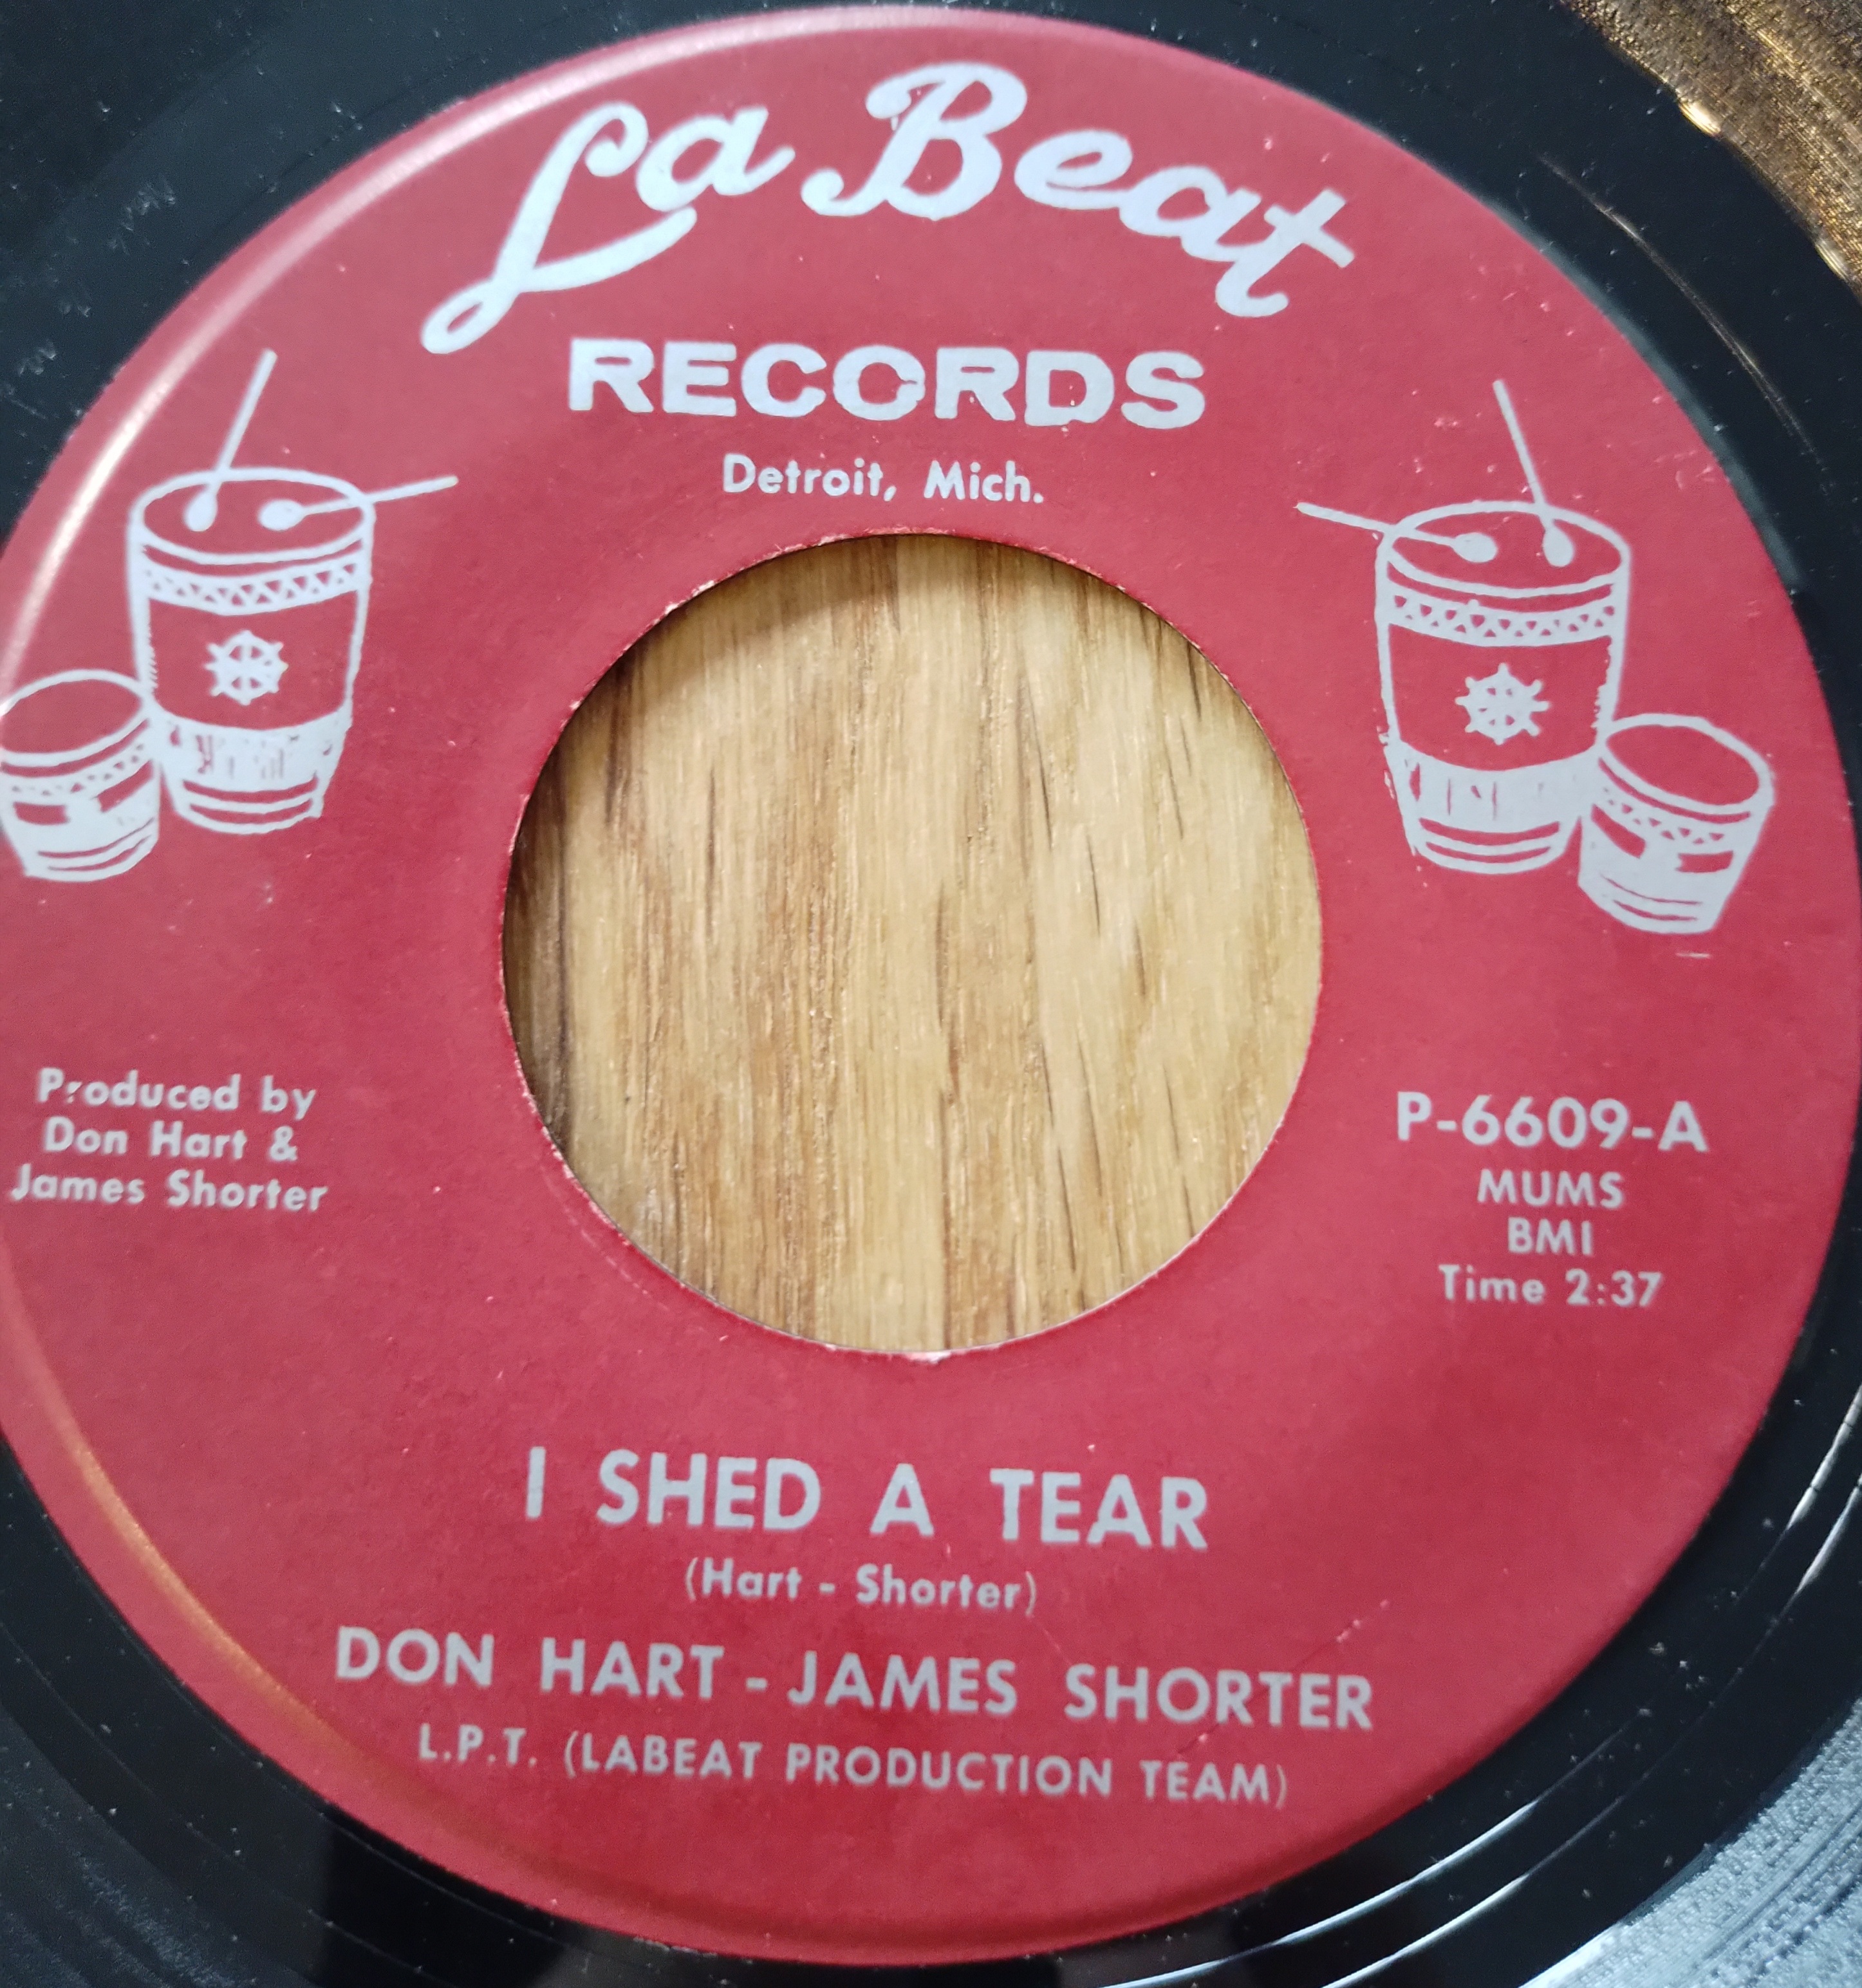 La Beat
RECORDS
Detroit, Mich.
Produced by
Don Hart &
James Shorter
P-6609-A
MUMS
BMI
Time 2:37
I SHED A TEAR
(Hart - Shorter)
DON HART - JAMES SHORTER
L.P.T. (LABEAT PRODUCTION TEAM)